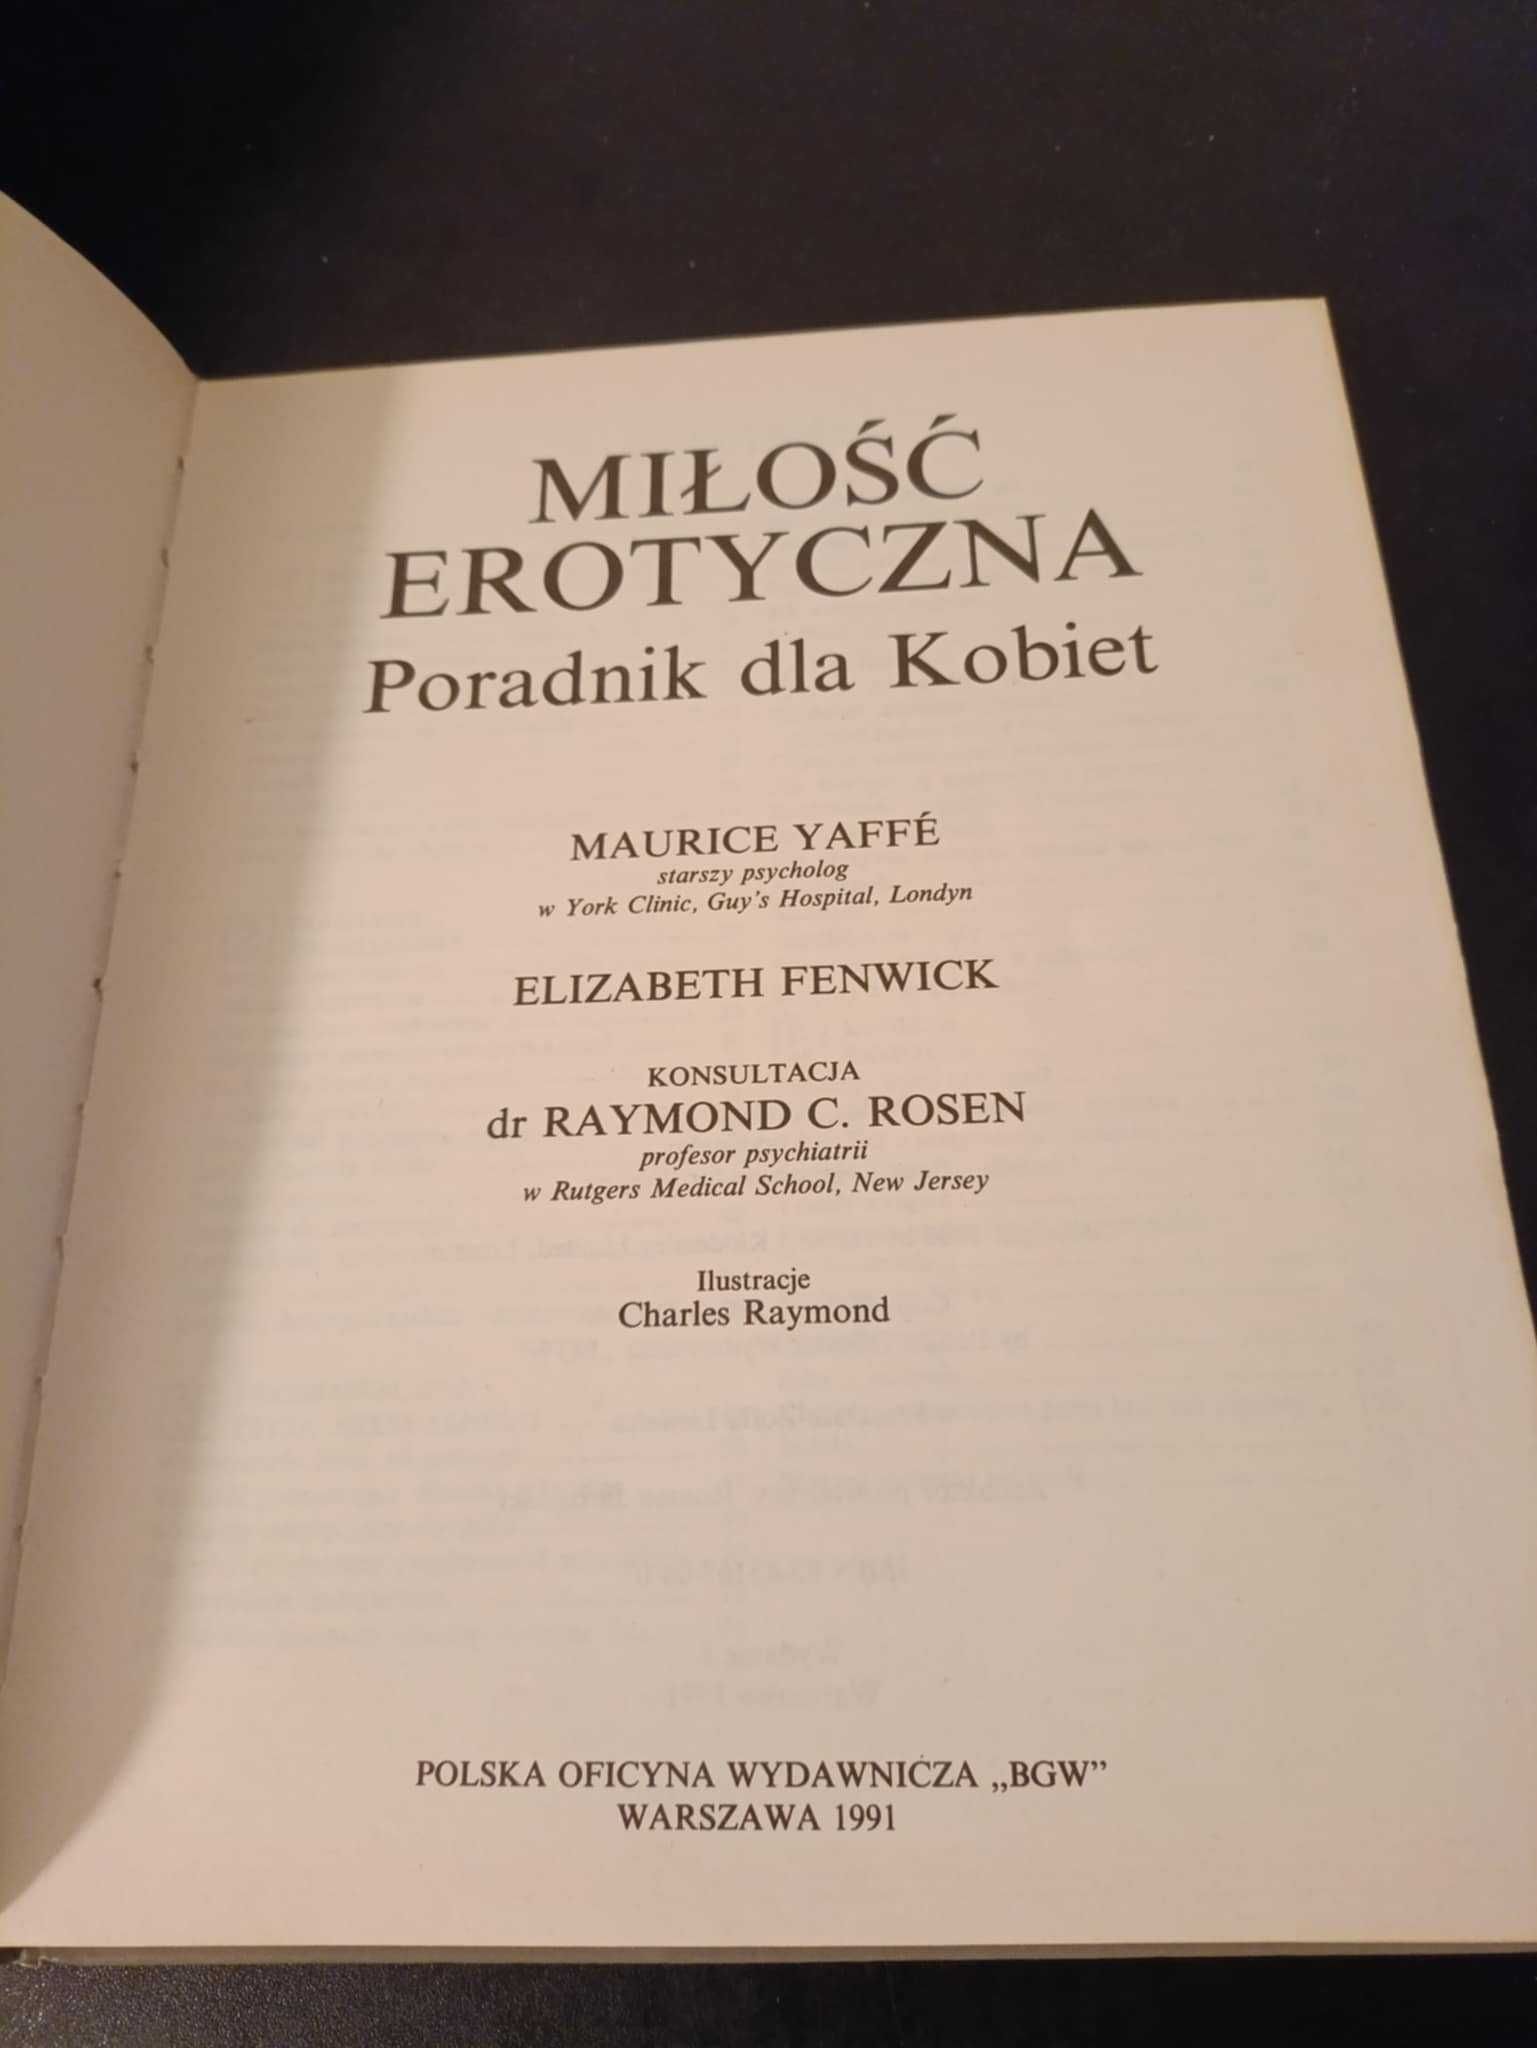 MIŁOŚĆ
EROTYCZNA
Poradnik dla Kobiet
MAURICE YAFFÉ
starszy psycholog
w York Clinic, Guy's Hospital, Londyn
ELIZABETH FENWICK
KONSULTACJA
dr RAYMOND C. ROSEN
profesor psychiatrii
w Rutgers Medical School, New Jersey
Ilustracje
Charles Raymond
POLSKA OFICYNA WYDAWNICZA „BGW”
WARSZAWA 1991